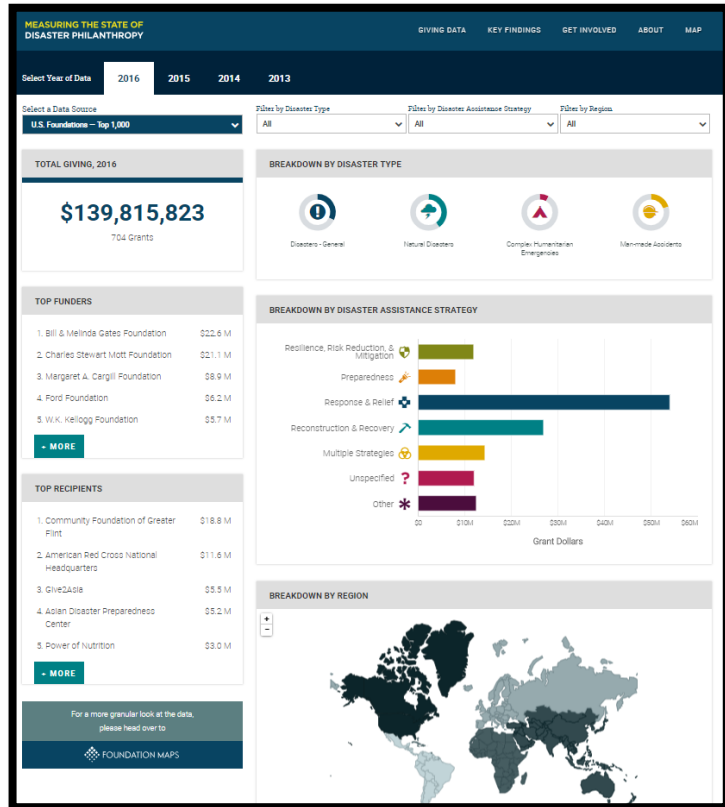 MEASURING THE STATE OF
DISASTER PHILANTHROPY
GIVING DATA
KEY FINDINGS
GET INVOLVED
ABOUT
MAP
Select Year of Data
2016
2015
2014
2013
Select a Data Source
U.S. Foundations — Top 1,000
Filter by Disaster Type
All
Filter by Disaster Assistance Strategy
All
Filter by Region
All
TOTAL GIVING, 2016
$139,815,823
704 Grants
BREAKDOWN BY DISASTER TYPE
Disasters - General
Natural Disasters
Complex Humanitarian
Emergencies
Man-made Accidents
TOP FUNDERS
1. Bill & Melinda Gates Foundation $22.6 M
2. Charles Stewart Mott Foundation $21.1 M
3. Margaret A. Cargill Foundation $8.9 M
4. Ford Foundation $6.2 M
5. W.K. Kellogg Foundation $5.7 M
+ MORE
BREAKDOWN BY DISASTER ASSISTANCE STRATEGY
Resilience, Risk Reduction, &
Mitigation
Preparedness
Response & Relief
Reconstruction & Recovery
Multiple Strategies
Unspecified
Other
$0 $10M $20M $30M $40M $50M $60M
Grant Dollars
TOP RECIPIENTS
1. Community Foundation of Greater $18.8 M
Flint
2. American Red Cross National $11.6 M
Headquarters
3. Give2Asia $5.5 M
4. Asian Disaster Preparedness $5.2 M
Center
5. Power of Nutrition $3.0 M
+ MORE
BREAKDOWN BY REGION
+
−
For a more granular look at the data,
please head over to
FOUNDATION MAPS